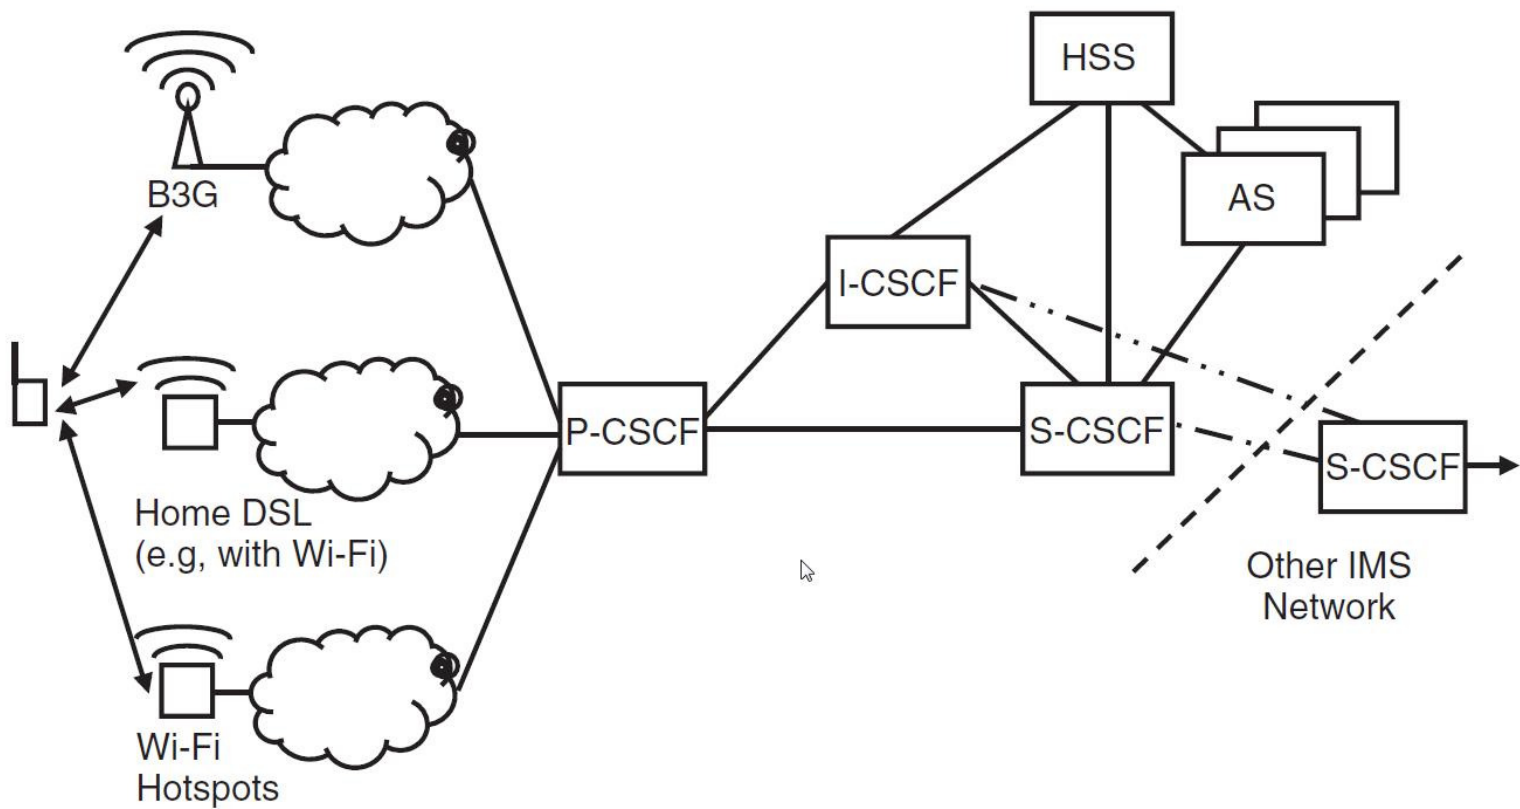 HSS
B3G
AS
I-CSCF
P-CSCF
S-CSCF
S-CSCF
Home DSL
(e.g, with Wi-Fi)
Other IMS
Network
Wi-Fi
Hotspots